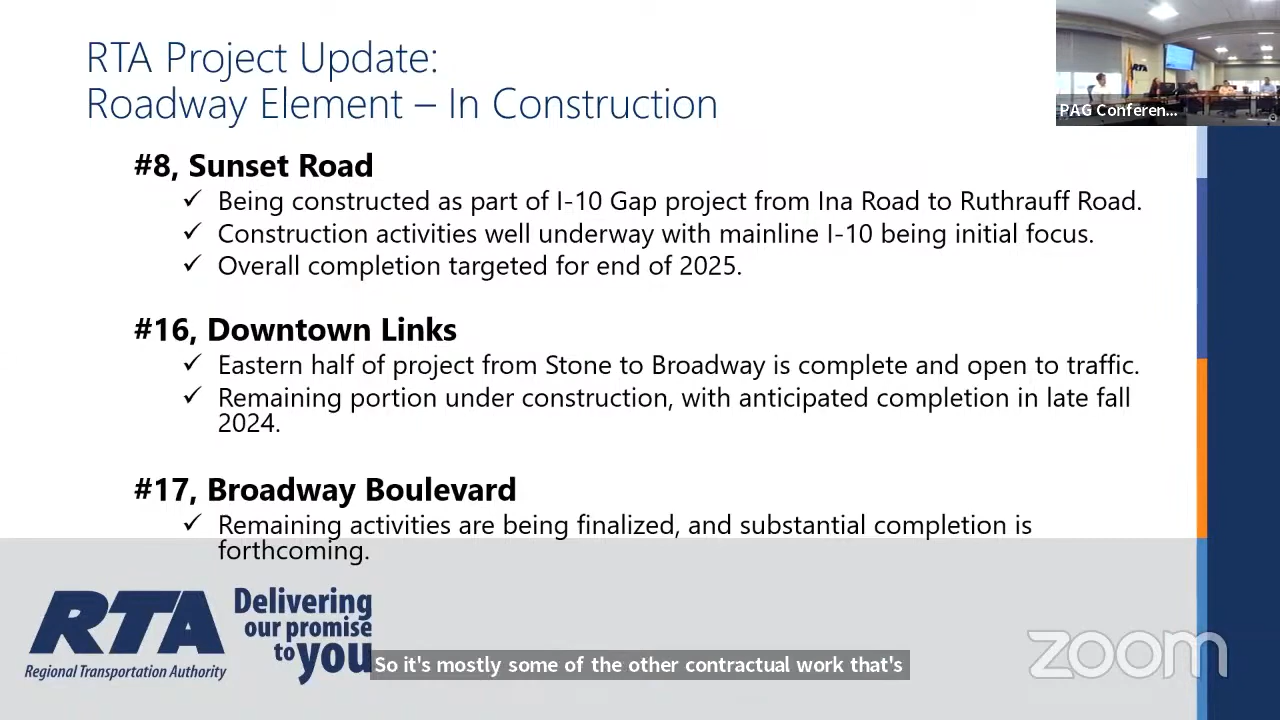 RTA Project Update:
Roadway Element – In Construction
RTA
PAG Conferen...
#8, Sunset Road
✓ Being constructed as part of I-10 Gap project from Ina Road to Ruthrauff Road.
✓ Construction activities well underway with mainline I-10 being initial focus.
✓ Overall completion targeted for end of 2025.
#16, Downtown Links
✓ Eastern half of project from Stone to Broadway is complete and open to traffic.
✓ Remaining portion under construction, with anticipated completion in late fall
2024.
#17, Broadway Boulevard
✓ Remaining activities are being finalized, and substantial completion is
forthcoming.
RTA
Regional Transportation Authority
Delivering
our promise
to you
So it's mostly some of the other contractual work that's
zoom